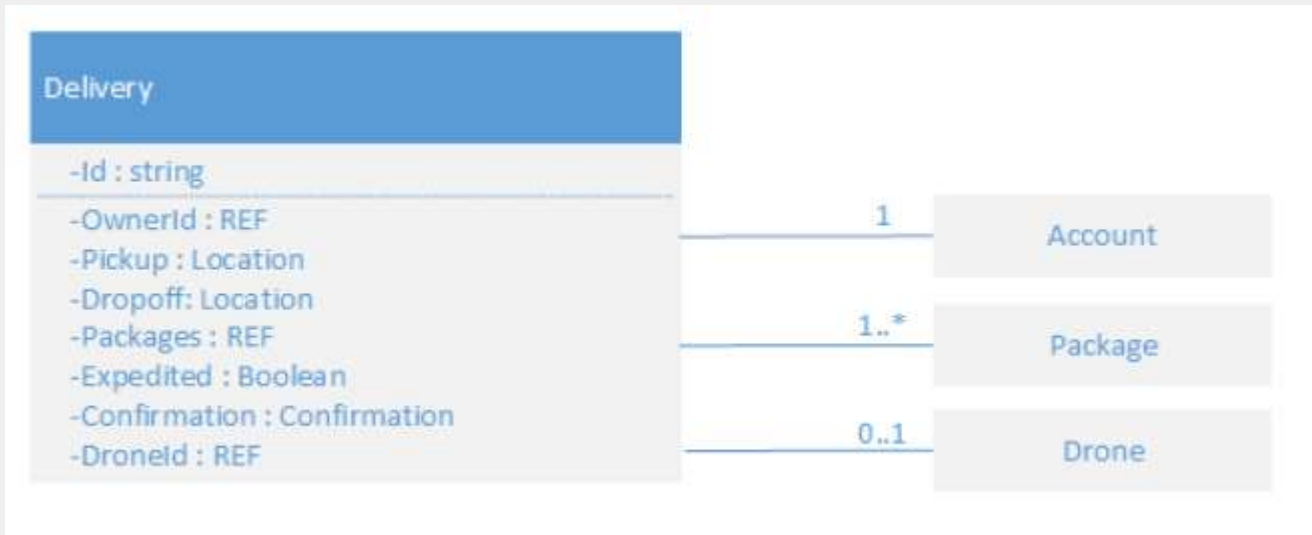 Delivery
-Id : string
-OwnerId : REF
-Pickup : Location
-Dropoff: Location
-Packages : REF
-Expedited : Boolean
-Confirmation : Confirmation
-DroneId : REF
1
Account
1..*
Package
0..1
Drone